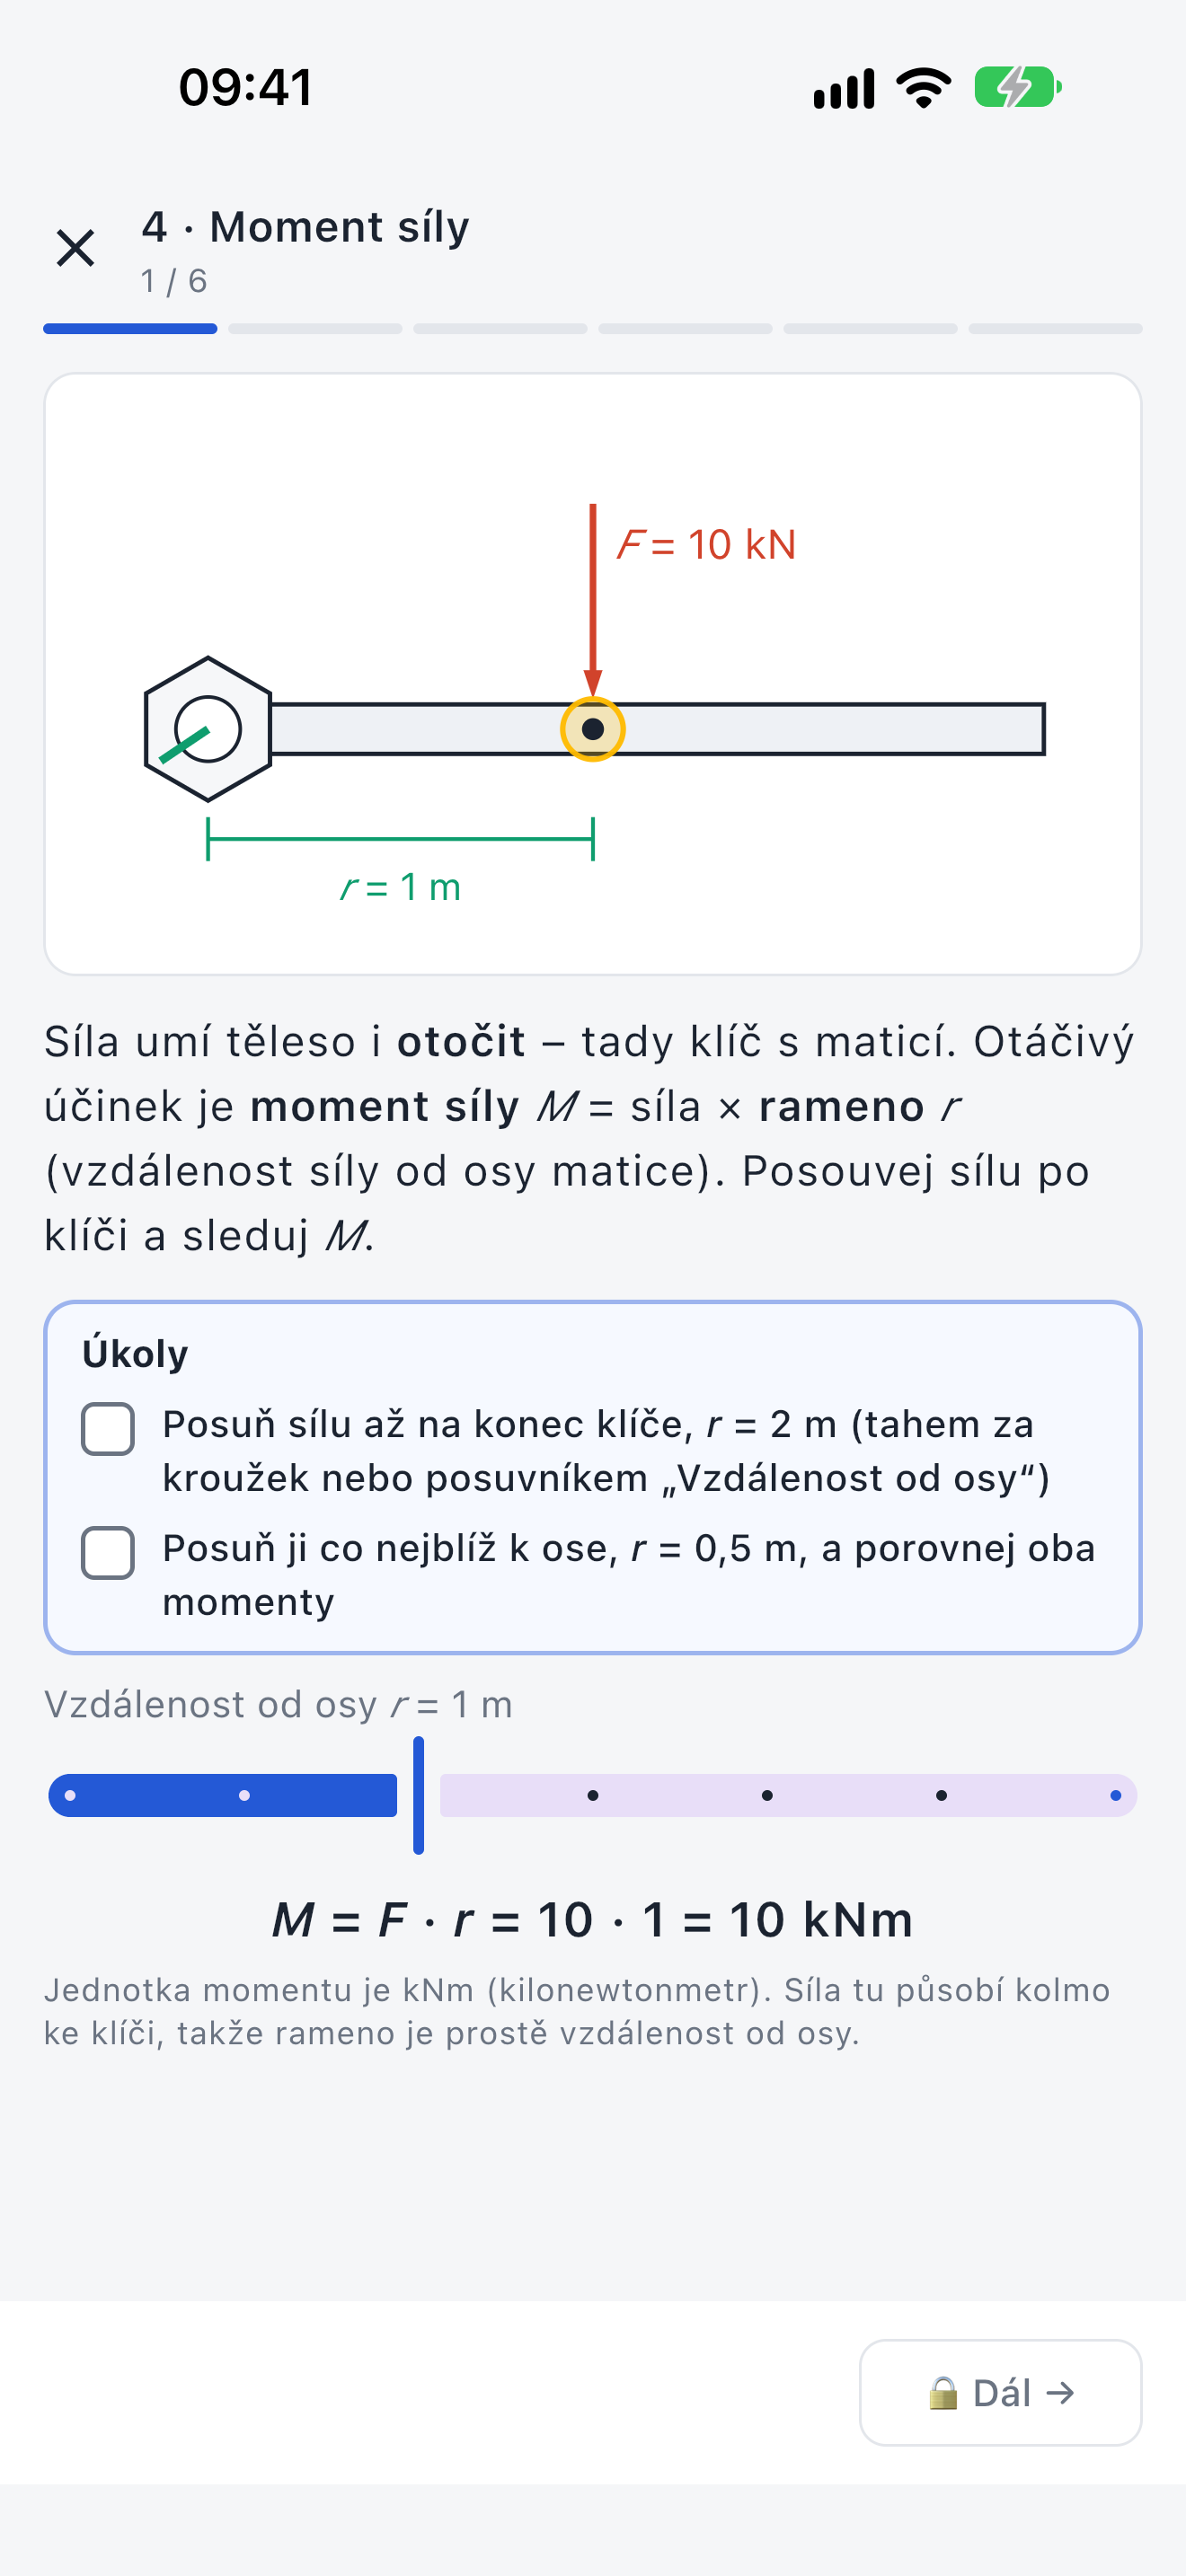 09:41
4 · Moment síly
1 / 6
F = 10 kN
r = 1 m
Síla umí těleso i otočit – tady klíč s maticí. Otáčivý
účinek je moment síly M = síla × rameno r
(vzdálenost síly od osy matice). Posouvej sílu po
klíči a sleduj M.
Úkoly
Posuň sílu až na konec klíče, r = 2 m (tahem za
kroužek nebo posuvníkem „Vzdálenost od osy“)
Posuň ji co nejblíž k ose, r = 0,5 m, a porovnej oba
momenty
Vzdálenost od osy r = 1 m
M = F · r = 10 · 1 = 10 kNm
Jednotka momentu je kNm (kilonewtonmetr). Síla tu působí kolmo
ke klíči, takže rameno je prostě vzdálenost od osy.
🔒 Dál →